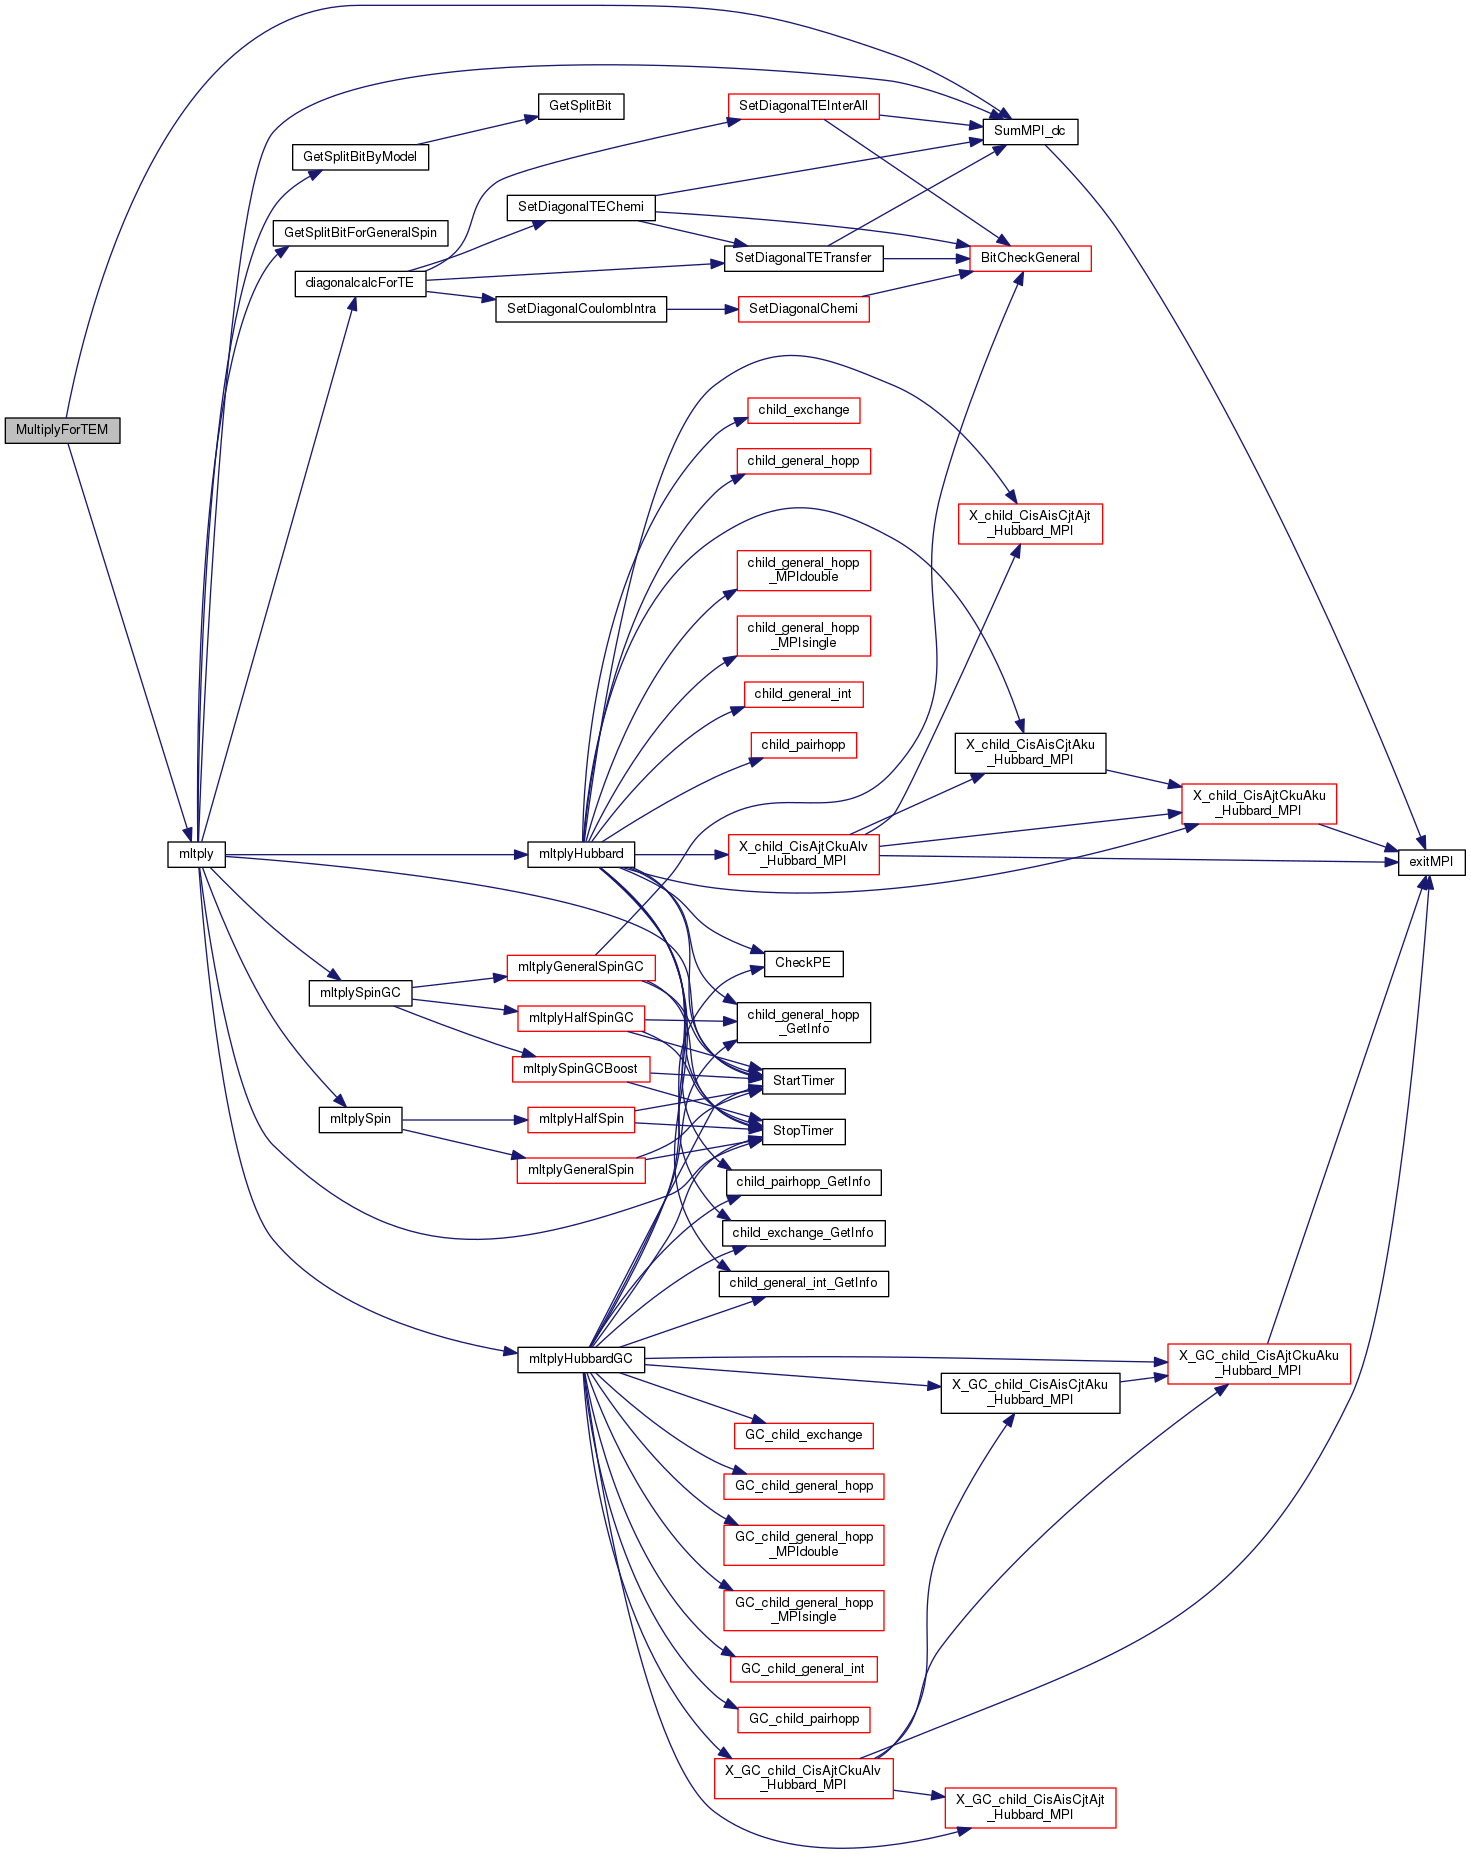 MultiplyForTEM
mltply
GetSplitBitByModel
GetSplitBitForGeneralSpin
diagonalcalcForTE
mltplySpinGC
mltplySpin
GetSplitBit
SetDiagonalTEChemi
SetDiagonalCoulombIntra
mltplyHubbard
mltplyGeneralSpinGC
mltplyHalfSpinGC
mltplySpinGCBoost
mltplyHalfSpin
mltplyGeneralSpin
mltplyHubbardGC
SetDiagonalTEInterAll
SetDiagonalTETransfer
SetDiagonalChemi
child_exchange
child_general_hopp
child_general_hopp
_MPIdouble
child_general_hopp
_MPIsingle
child_general_int
child_pairhopp
X_child_CisAjtCkuAlv
_Hubbard_MPI
CheckPE
child_general_hopp
_GetInfo
StartTimer
StopTimer
child_pairhopp_GetInfo
child_exchange_GetInfo
child_general_int_GetInfo
GC_child_exchange
GC_child_general_hopp
GC_child_general_hopp
_MPIdouble
GC_child_general_hopp
_MPIsingle
GC_child_general_int
GC_child_pairhopp
X_GC_child_CisAjtCkuAlv
_Hubbard_MPI
SumMPI_dc
BitCheckGeneral
X_child_CisAisCjtAjt
_Hubbard_MPI
X_child_CisAisCjtAku
_Hubbard_MPI
X_GC_child_CisAisCjtAku
_Hubbard_MPI
X_GC_child_CisAisCjtAjt
_Hubbard_MPI
X_child_CisAjtCkuAku
_Hubbard_MPI
X_GC_child_CisAjtCkuAku
_Hubbard_MPI
exitMPI